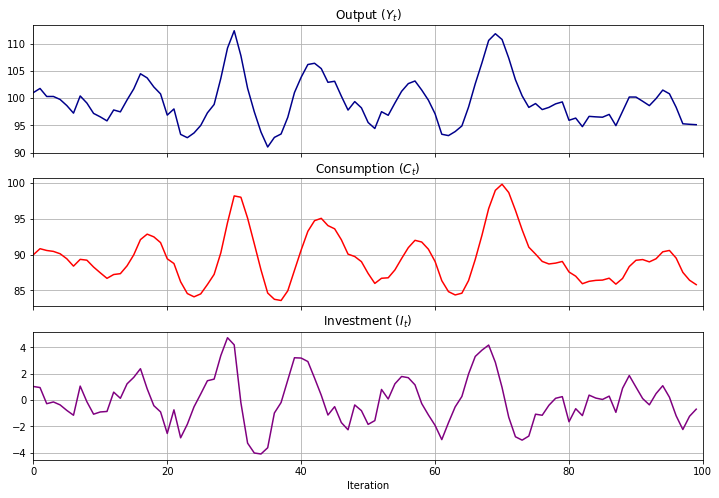 Output (Y_t)
110
105
100
95
90
Consumption (C_t)
100
95
90
85
Investment (I_t)
4
2
0
−2
−4
0 20 40 60 80 100
Iteration